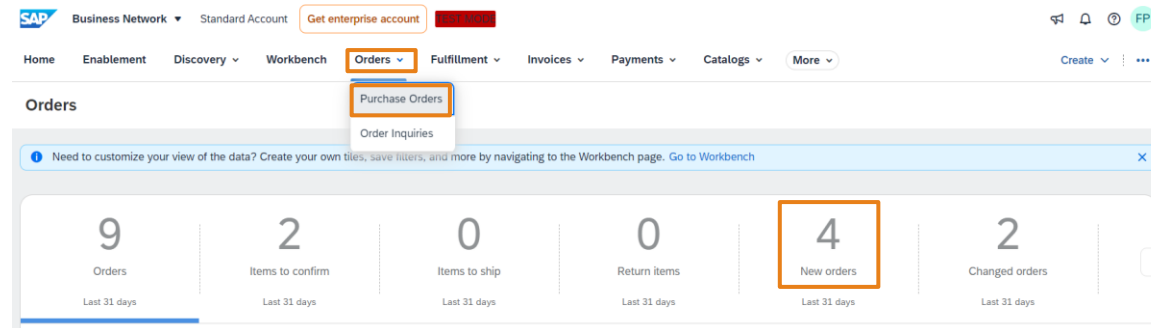 SAP Business Network ▼ Standard Account Get enterprise account TEST MODE FP
Home Enablement Discovery Workbench Orders Fulfillment Invoices Payments Catalogs More Create
Orders
Purchase Orders
Order Inquiries
Need to customize your view of the data? Create your own tiles, save filters, and more by navigating to the Workbench page. Go to Workbench
9 2 0 0 4 2
Orders Items to confirm Items to ship Return items New orders Changed orders
Last 31 days Last 31 days Last 31 days Last 31 days Last 31 days Last 31 days